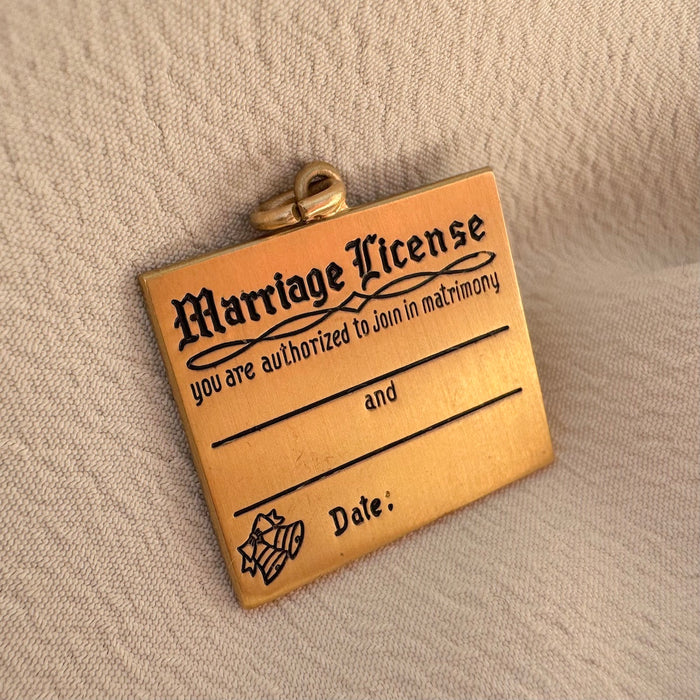 Marriage License
you are authorized to join in matrimony
and
Date: